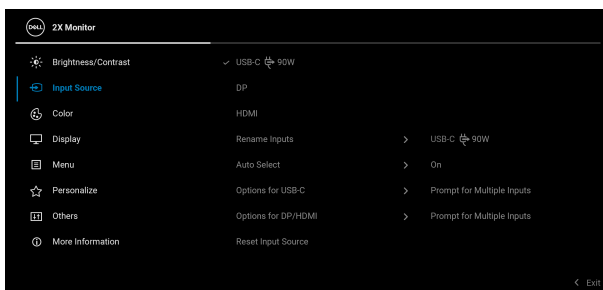 DELL 2X Monitor
Brightness/Contrast USB-C 90W
Input Source DP
Color HDMI
Display Rename Inputs USB-C 90W
Menu Auto Select On
Personalize Options for USB-C Prompt for Multiple Inputs
Others Options for DP/HDMI Prompt for Multiple Inputs
More Information Reset Input Source
Exit